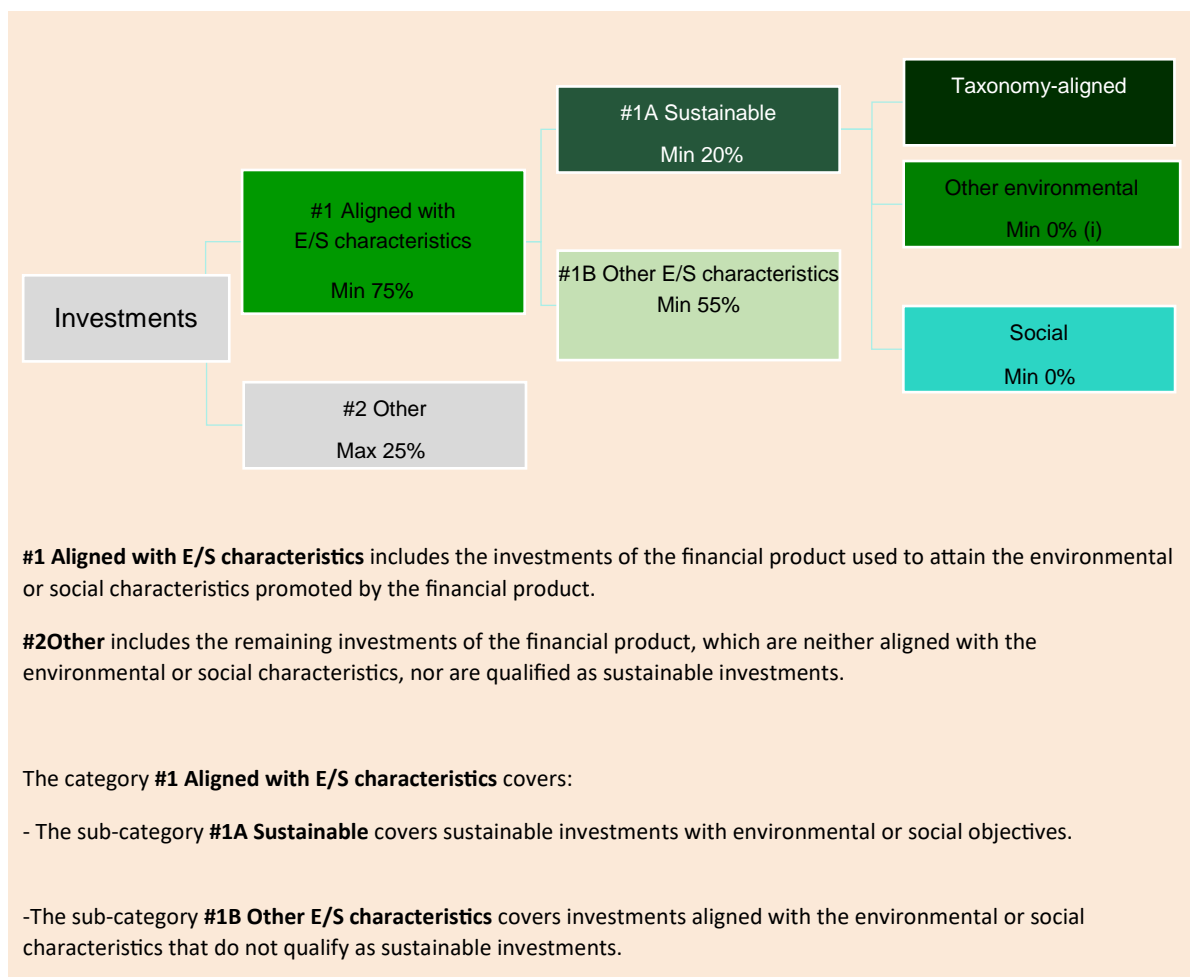 Investments
#1 Aligned with
E/S characteristics
Min 75%
#2 Other
Max 25%
#1A Sustainable
Min 20%
#1B Other E/S characteristics
Min 55%
Taxonomy-aligned
Other environmental
Min 0% (i)
Social
Min 0%
#1 Aligned with E/S characteristics includes the investments of the financial product used to attain the environmental
or social characteristics promoted by the financial product.
#2Other includes the remaining investments of the financial product, which are neither aligned with the
environmental or social characteristics, nor are qualified as sustainable investments.
The category #1 Aligned with E/S characteristics covers:
- The sub-category #1A Sustainable covers sustainable investments with environmental or social objectives.
-The sub-category #1B Other E/S characteristics covers investments aligned with the environmental or social
characteristics that do not qualify as sustainable investments.